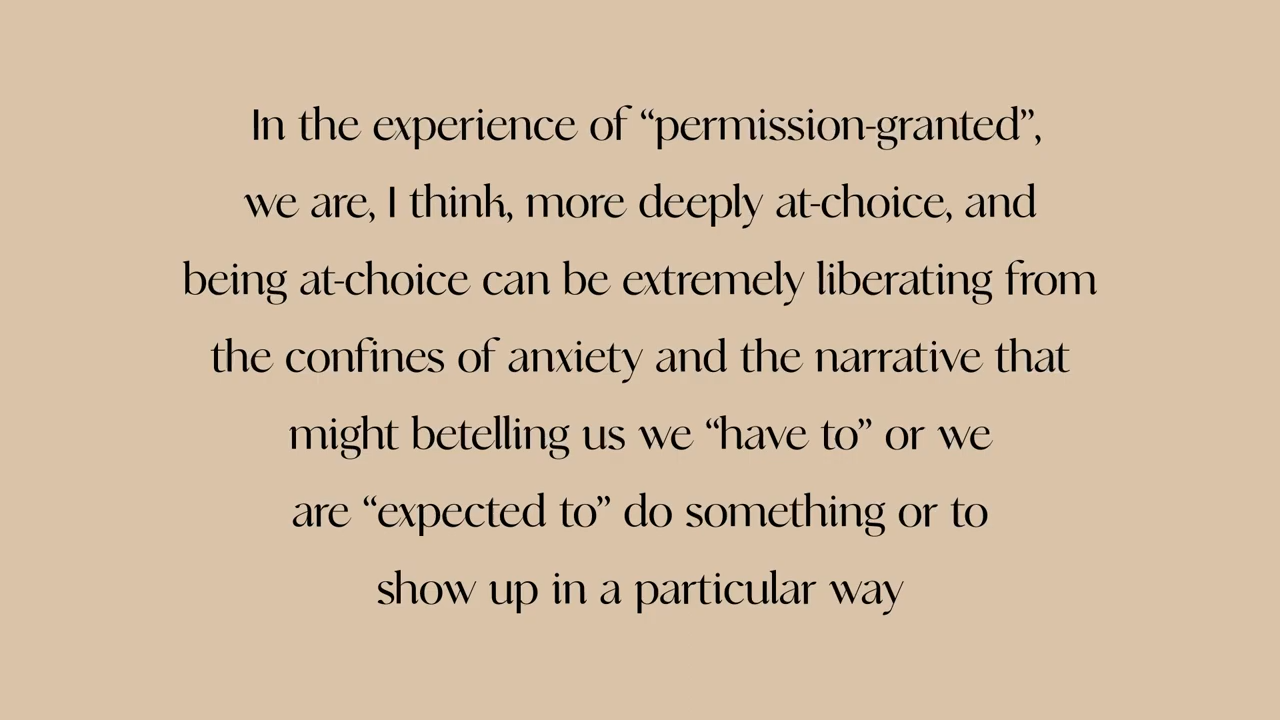 In the experience of “permission-granted”,
we are, I think, more deeply at-choice, and
being at-choice can be extremely liberating from
the confines of anxiety and the narrative that
might betelling us we “have to” or we
are “expected to” do something or to
show up in a particular way